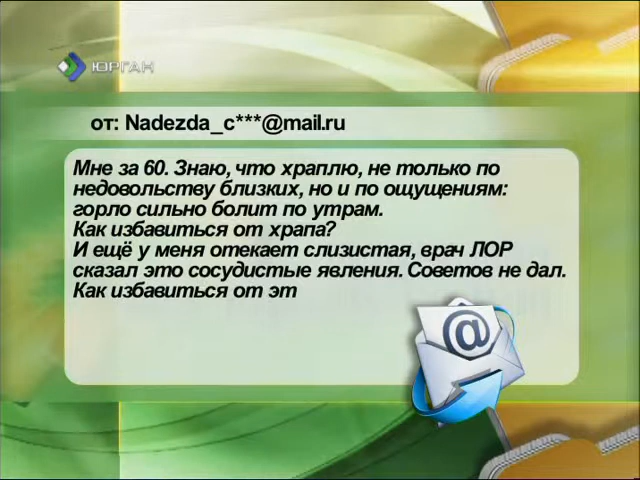 ЮРГАН
от: Nadezda_c***@mail.ru
Мне за 60. Знаю, что храплю, не только по
недовольству близких, но и по ощущениям:
горло сильно болит по утрам.
Как избавиться от храпа?
И ещё у меня отекает слизистая, врач ЛОР
сказал это сосудистые явления. Советов не дал.
Как избавиться от эт
@